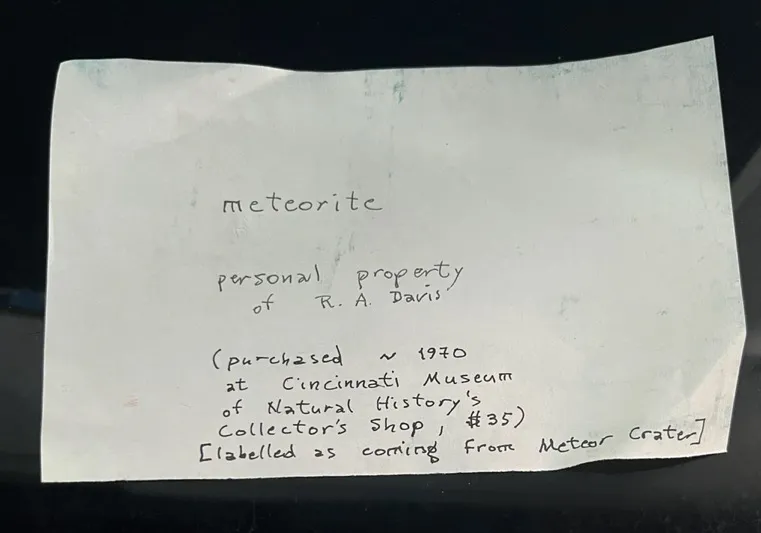 meteorite
personal property
of R. A. Davis
(purchased ~ 1970
at Cincinnati Museum
of Natural History's
Collector's Shop, #35)
[labelled as coming from Meteor Crater]